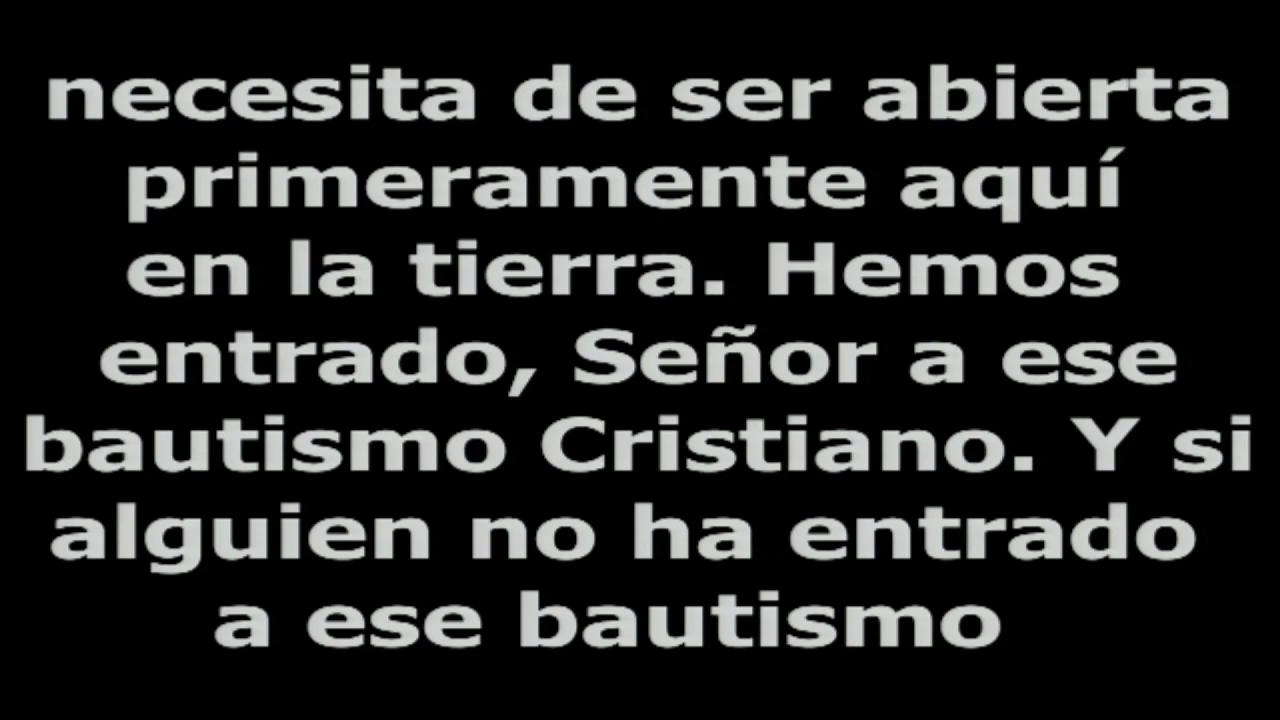 necesita de ser abierta
primeramente aquí
en la tierra. Hemos
entrado, Señor a ese
bautismo Cristiano. Y si
alguien no ha entrado
a ese bautismo